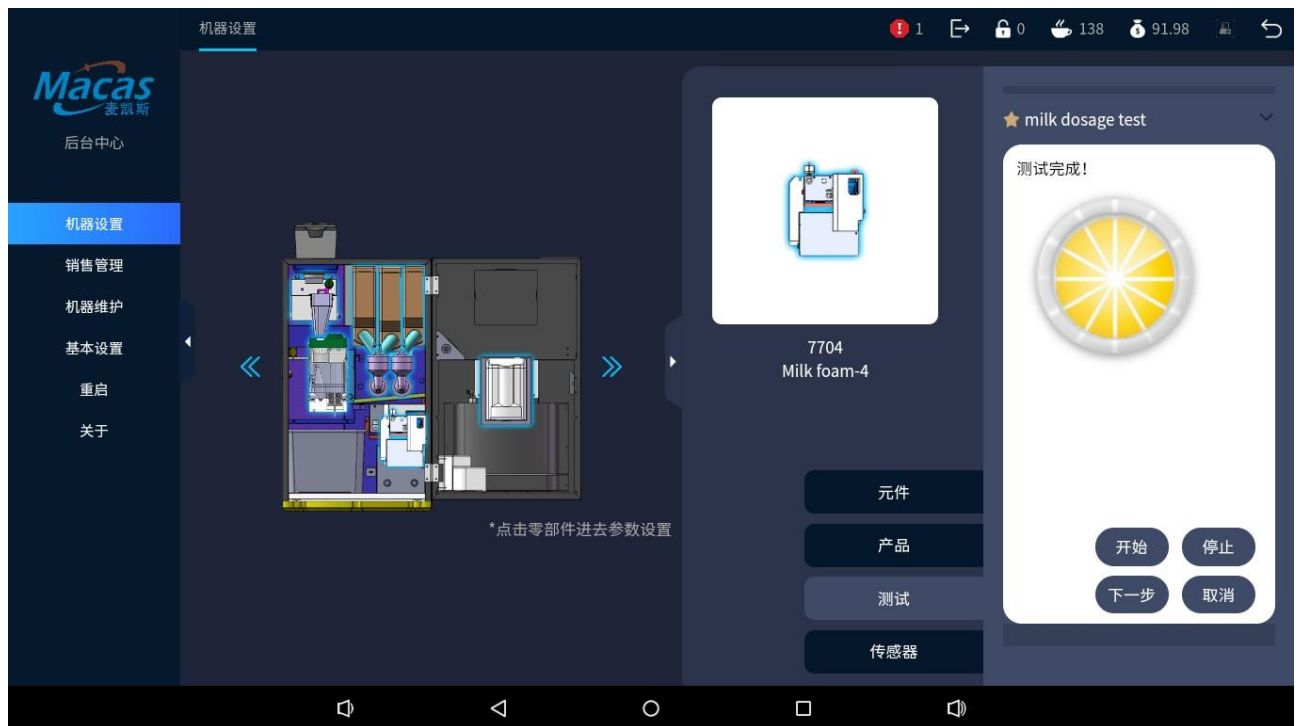 机器设置
1
0
138
91.98
Macas
麦凯斯
后台中心
机器设置
销售管理
机器维护
基本设置
重启
关于
*点击零部件进去参数设置
7704
Milk foam-4
元件
产品
测试
传感器
milk dosage test
测试完成!
开始
停止
下一步
取消